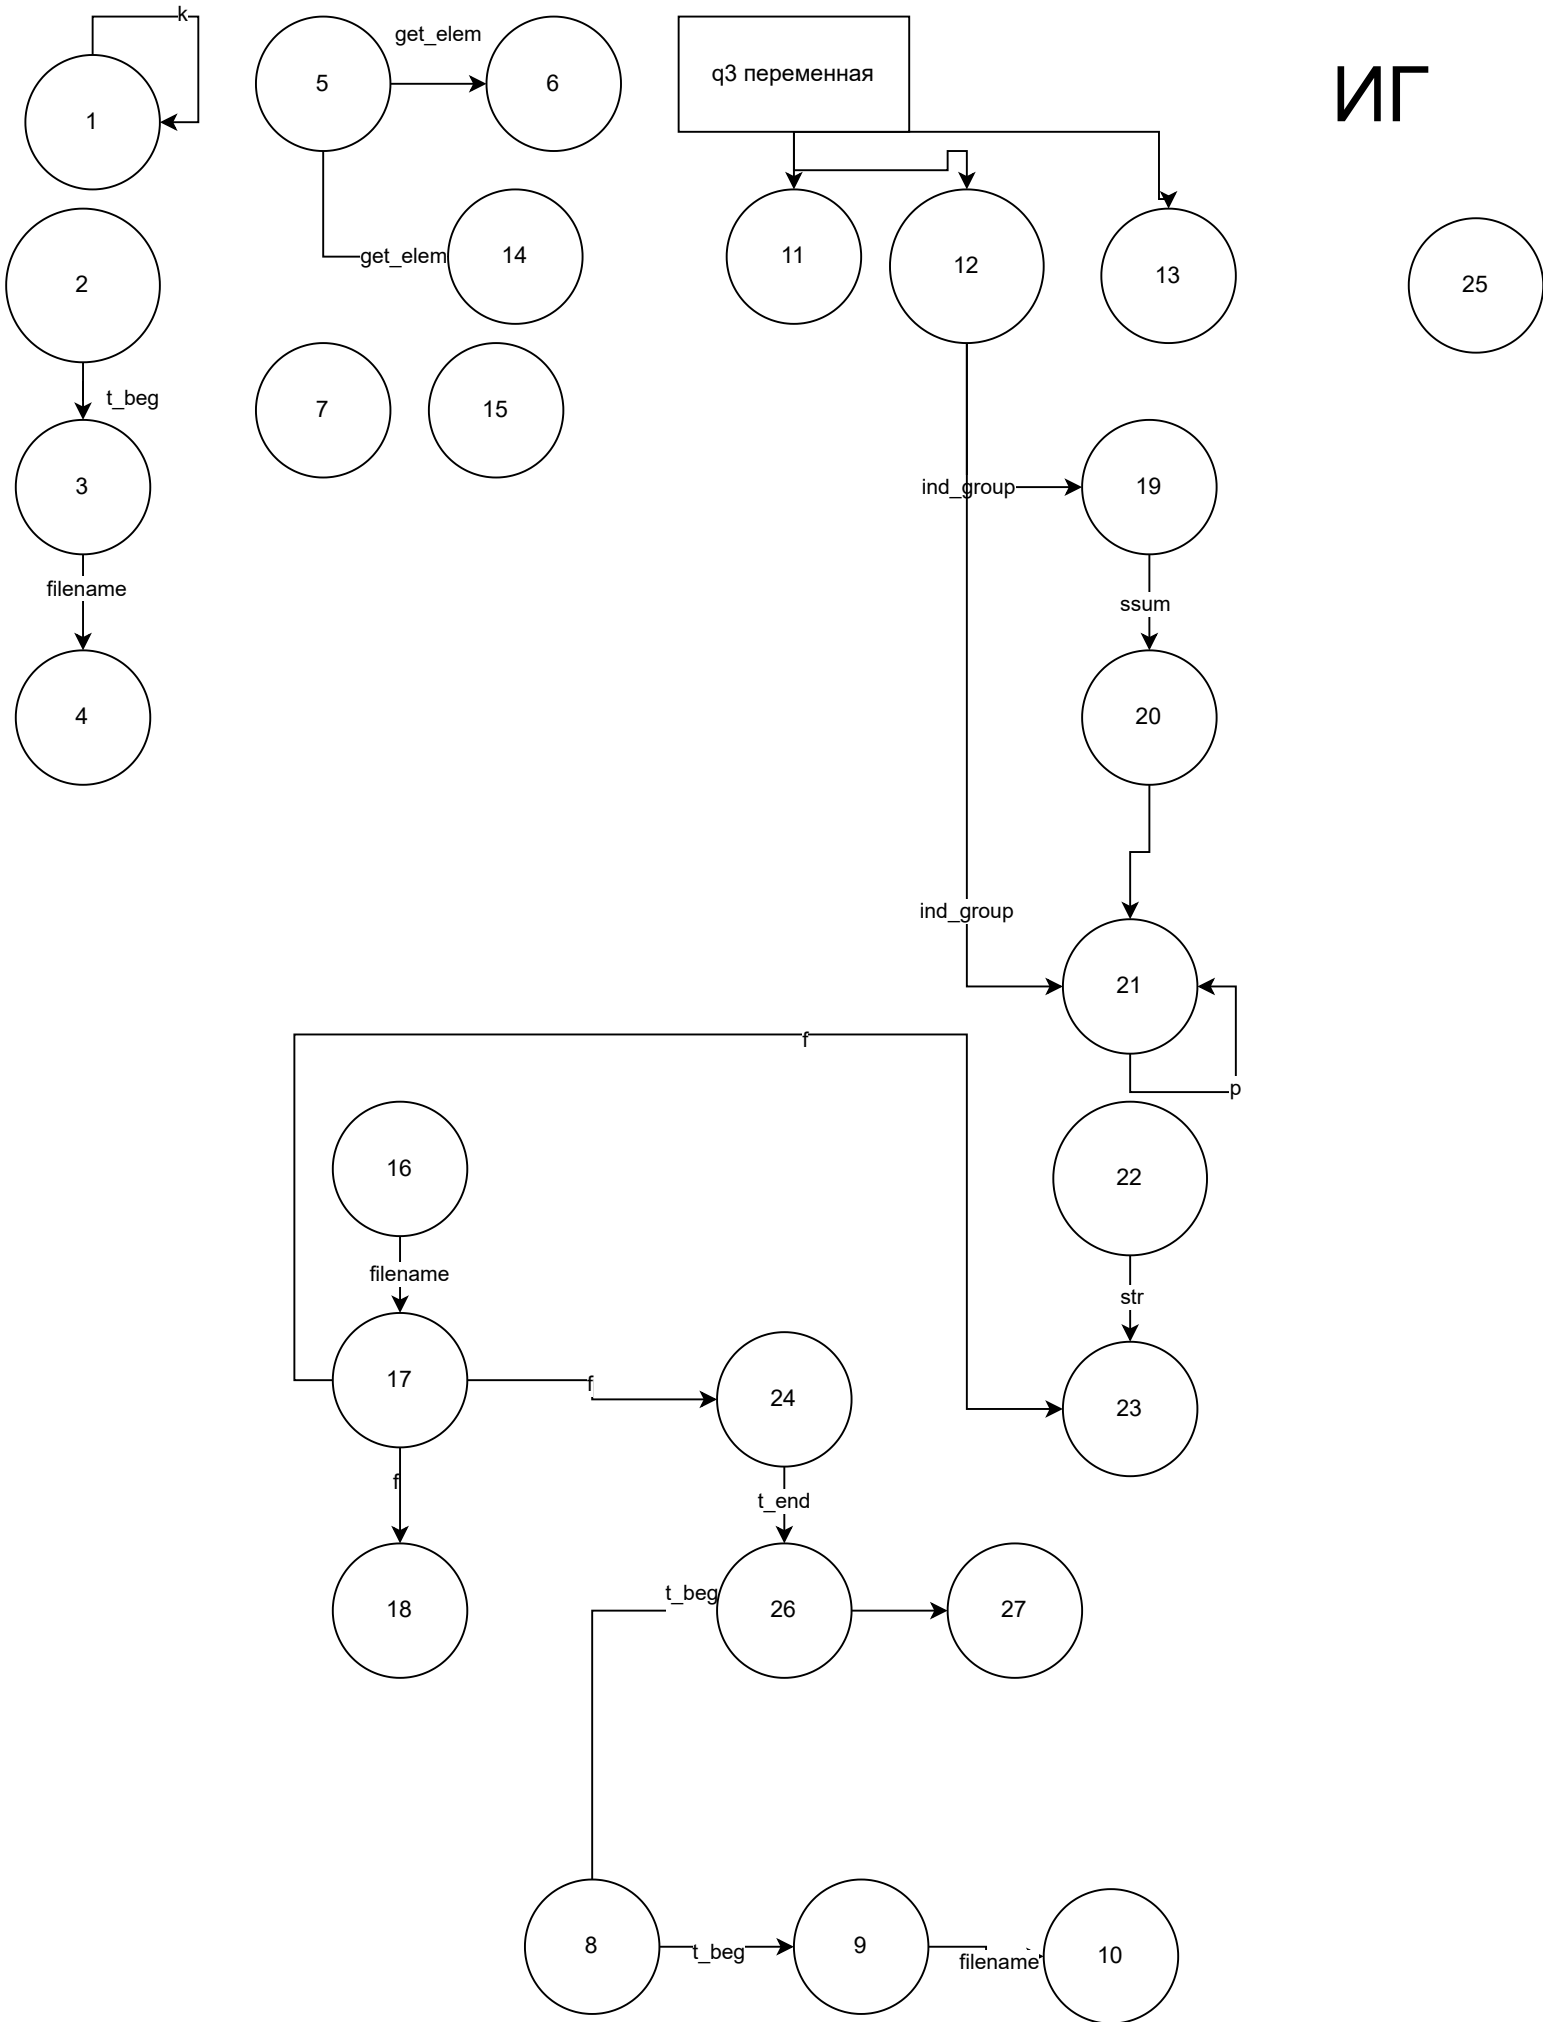 k
1
5
get_elem
6
q3 переменная
ИГ
2
get_elem
14
11
12
13
25
t_beg
3
7
15
filename
4
ind_group
19
ssum
20
ind_group
21
p
f
16
22
filename
str
17
f
24
23
f
t_end
18
t_beg
26
27
8
t_beg
9
filename
10